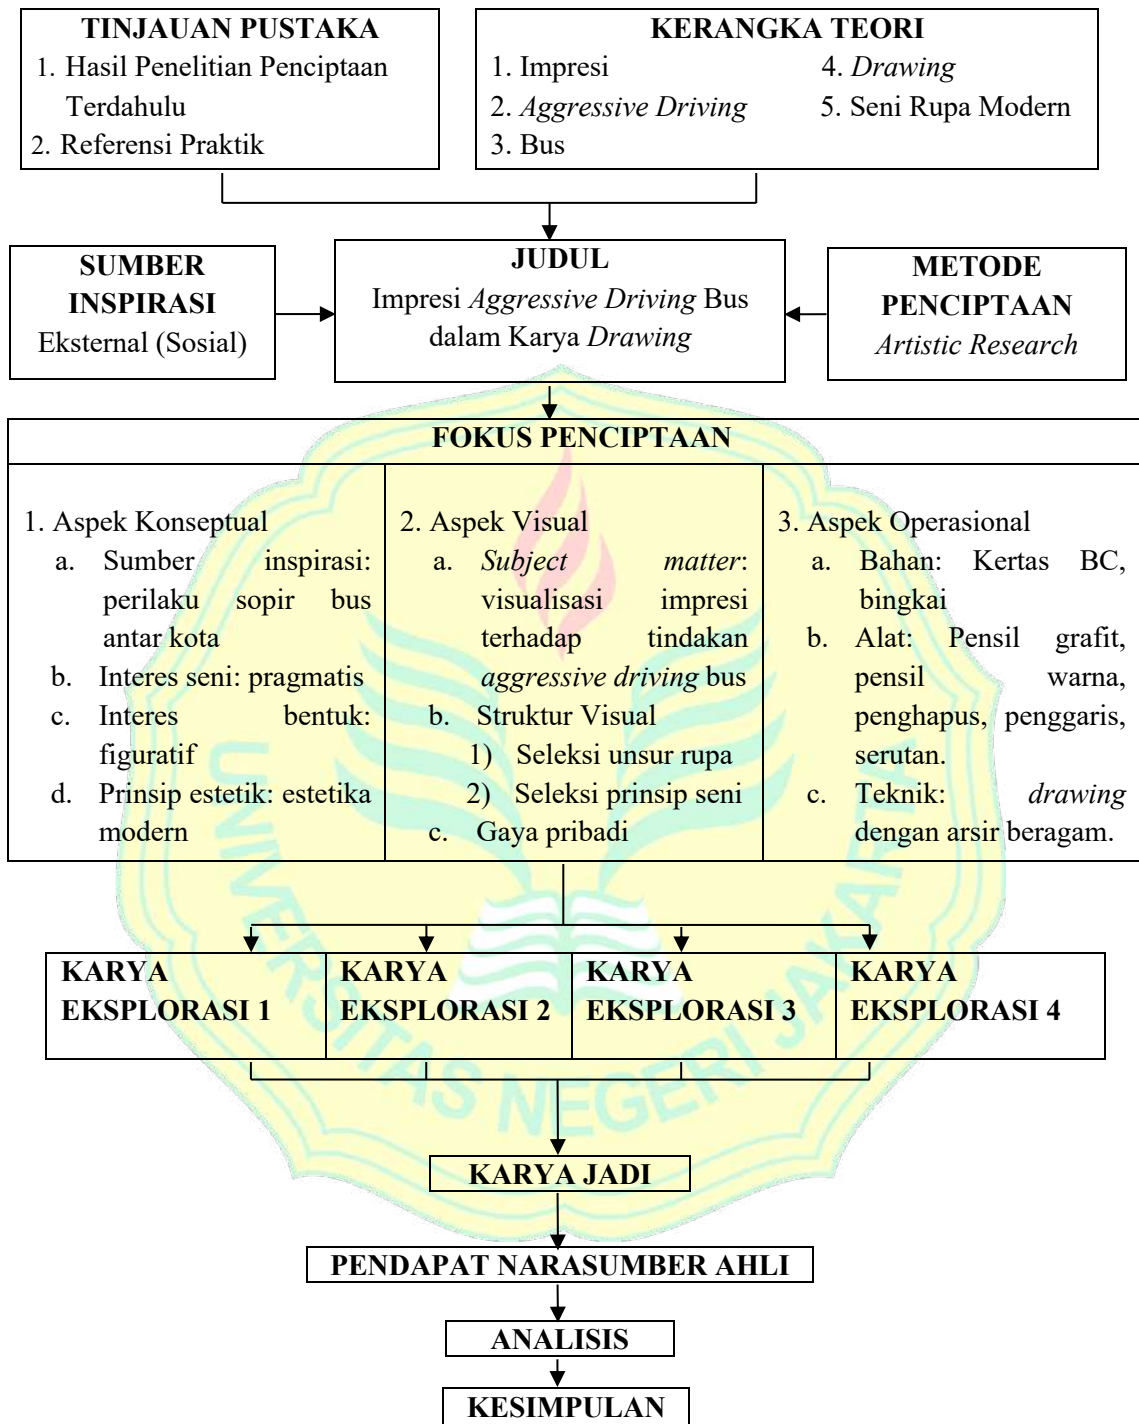 TINJAUAN PUSTAKA
1. Hasil Penelitian Penciptaan
Terdahulu
2. Referensi Praktik
KERANGKA TEORI
1. Impresi
2. Aggressive Driving
3. Bus
4. Drawing
5. Seni Rupa Modern
SUMBER
INSPIRASI
Eksternal (Sosial)
JUDUL
Impresi Aggressive Driving Bus
dalam Karya Drawing
METODE
PENCIPTAAN
Artistic Research
FOKUS PENCIPTAAN
1. Aspek Konseptual
a. Sumber inspirasi:
perilaku sopir bus
antar kota
b. Interes seni: pragmatis
c. Interes bentuk:
figuratif
d. Prinsip estetik: estetika
modern
2. Aspek Visual
a. Subject matter:
visualisasi impresi
terhadap tindakan
aggressive driving bus
b. Struktur Visual
1) Seleksi unsur rupa
2) Seleksi prinsip seni
c. Gaya pribadi
3. Aspek Operasional
a. Bahan: Kertas BC,
bingkai
b. Alat: Pensil grafit,
pensil warna,
penghapus, penggaris,
serutan.
c. Teknik: drawing
dengan arsir beragam.
KARYA
EKSPLORASI 1
KARYA
EKSPLORASI 2
KARYA
EKSPLORASI 3
KARYA
EKSPLORASI 4
KARYA JADI
PENDAPAT NARASUMBER AHLI
ANALISIS
KESIMPULAN
UNIVERSITAS NEGERI JAKARTA